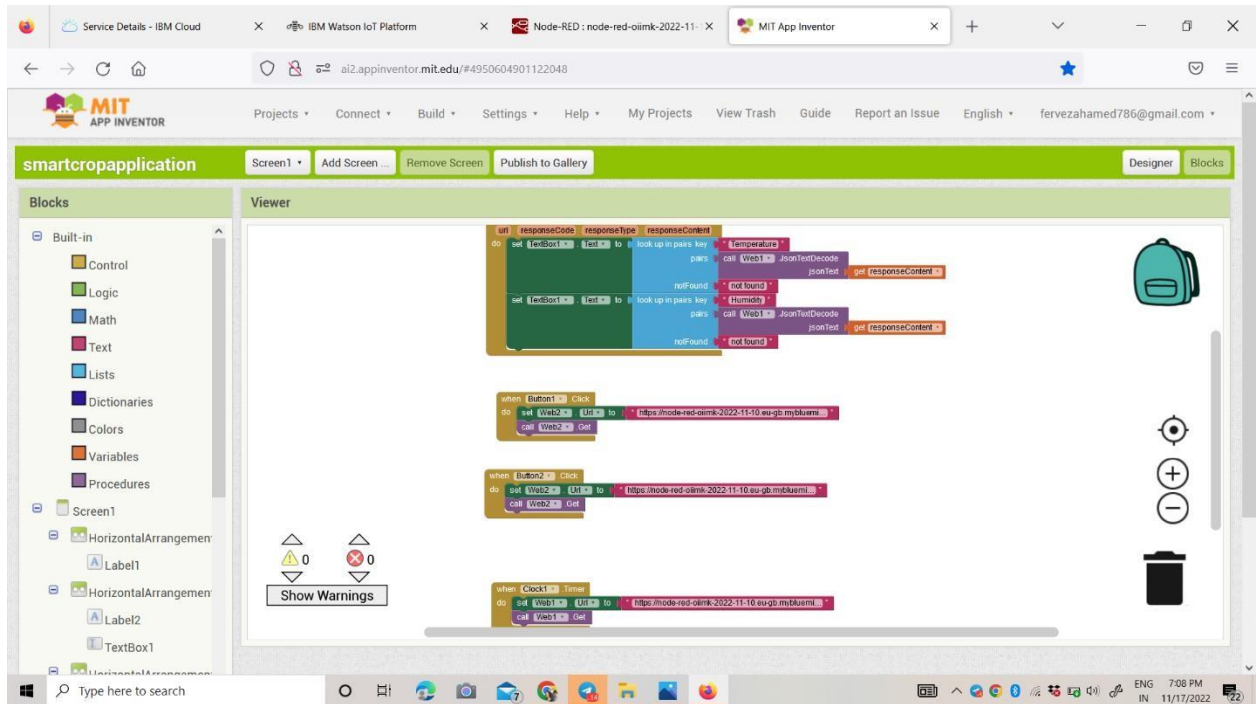 Service Details - IBM Cloud
IBM Watson IoT Platform
Node-RED : node-red-oiimk-2022-11-
MIT App Inventor
ai2.appinventor.mit.edu/#4950604901122048
MIT
APP INVENTOR
Projects Connect Build Settings Help My Projects View Trash Guide Report an Issue English fervezahamed786@gmail.com
smartcropapplication
Screen1 Add Screen ... Remove Screen Publish to Gallery
Designer Blocks
Blocks
Viewer
Built-in
Control
Logic
Math
Text
Lists
Dictionaries
Colors
Variables
Procedures
Screen1
HorizontalArrangemen
Label1
HorizontalArrangemen
Label2
TextBox1
url responseCode responseType responseContent
do set TextBox1 . Text to look up in pairs key " Temperature "
pairs call Web1 .JsonTextDecode
jsonText get responseContent
notFound " not found "
set TextBox1 . Text to look up in pairs key " Humidity "
pairs call Web1 .JsonTextDecode
jsonText get responseContent
notFound " not found "
when Button1 .Click
do set Web2 . Url to " https://node-red-oiimk-2022-11-10.eu-gb.mybluemi... "
call Web2 .Get
when Button2 .Click
do set Web2 . Url to " https://node-red-oiimk-2022-11-10.eu-gb.mybluemi... "
call Web2 .Get
when Clock1 .Timer
do set Web1 . Url to " https://node-red-oiimk-2022-11-10.eu-gb.mybluemi... "
call Web1 .Get
0 0
Show Warnings
Type here to search
ENG 7:08 PM
IN 11/17/2022
22